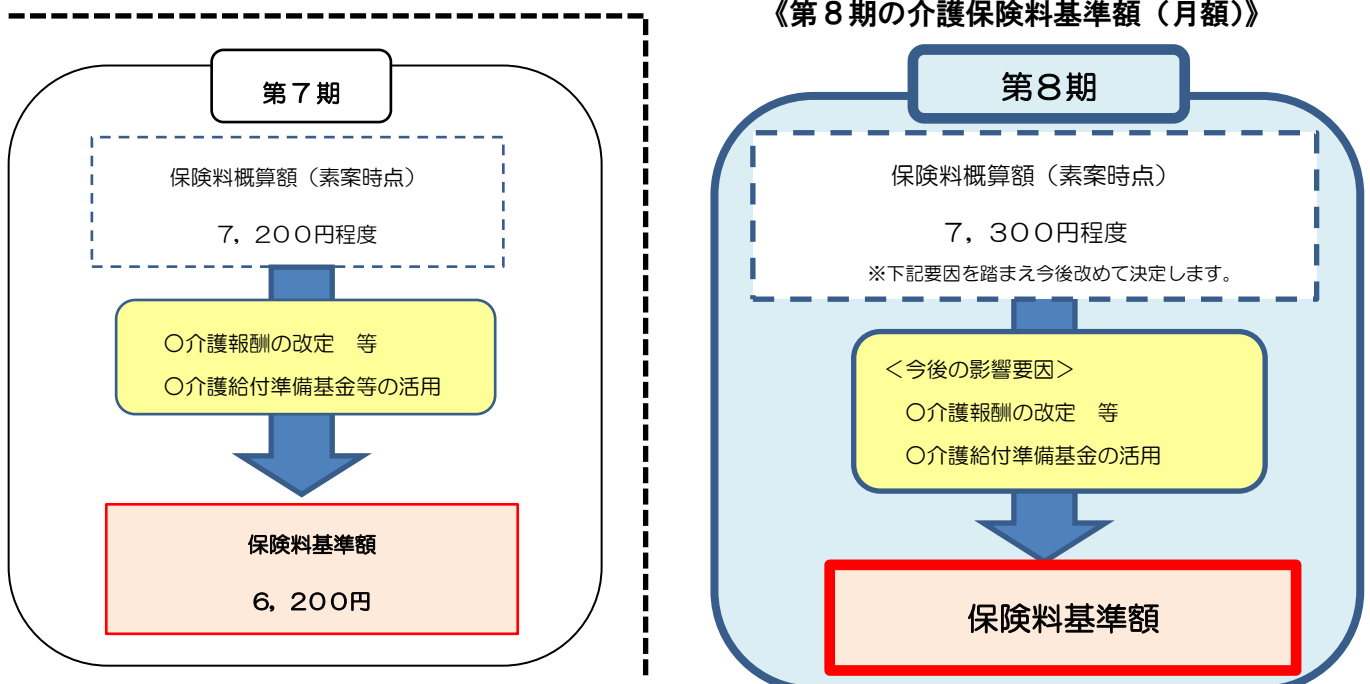 《第８期の介護保険料基準額（月額）》
第７期
保険料概算額（素案時点）
７，２００円程度
〇介護報酬の改定　等
〇介護給付準備基金等の活用
保険料基準額
６，２００円
第８期
保険料概算額（素案時点）
７，３００円程度
※下記要因を踏まえ今後改めて決定します。
＜今後の影響要因＞
〇介護報酬の改定　等
〇介護給付準備基金の活用
保険料基準額